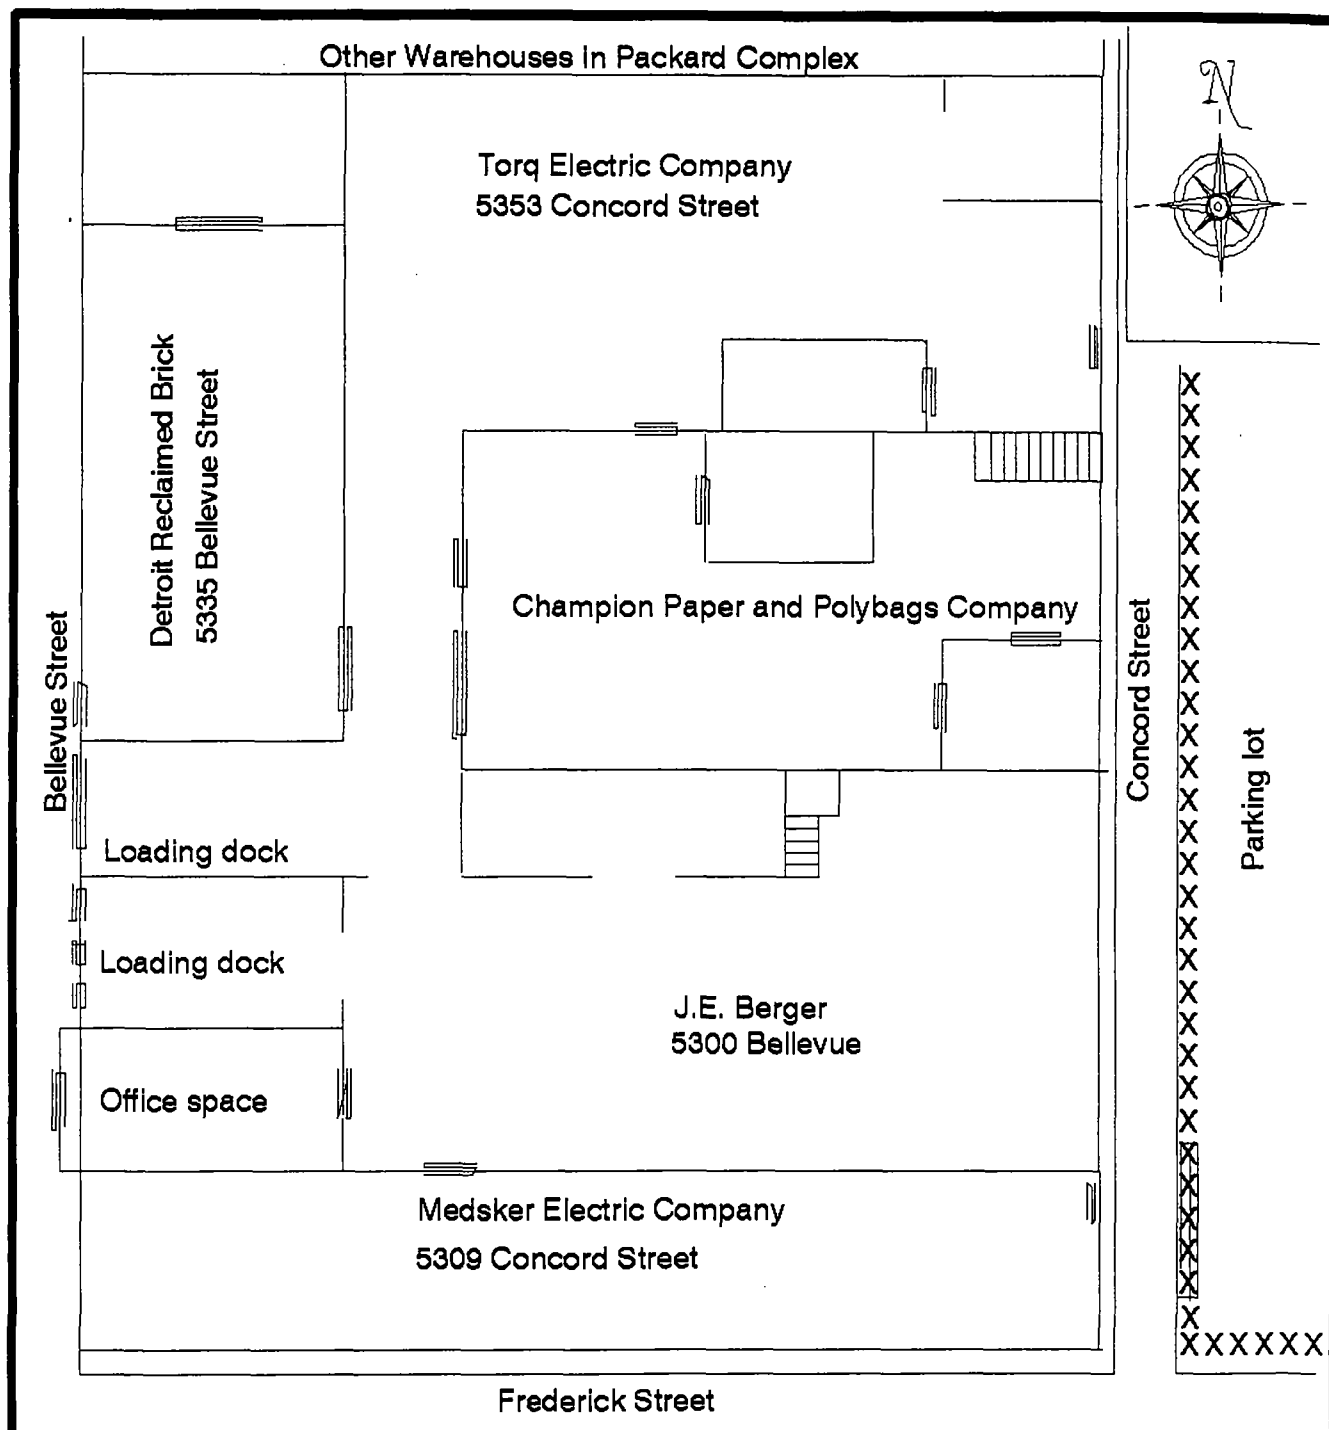 Other Warehouses in Packard Complex
N
Torq Electric Company
5353 Concord Street
Detroit Reclaimed Brick
5535 Bellevue Street
Champion Paper and Polybags Company
Bellevue Street
Concord Street
Parking lot
Loading dock
Loading dock
J.E. Berger
5300 Bellevue
Office space
Medsker Electric Company
5309 Concord Street
Frederick Street